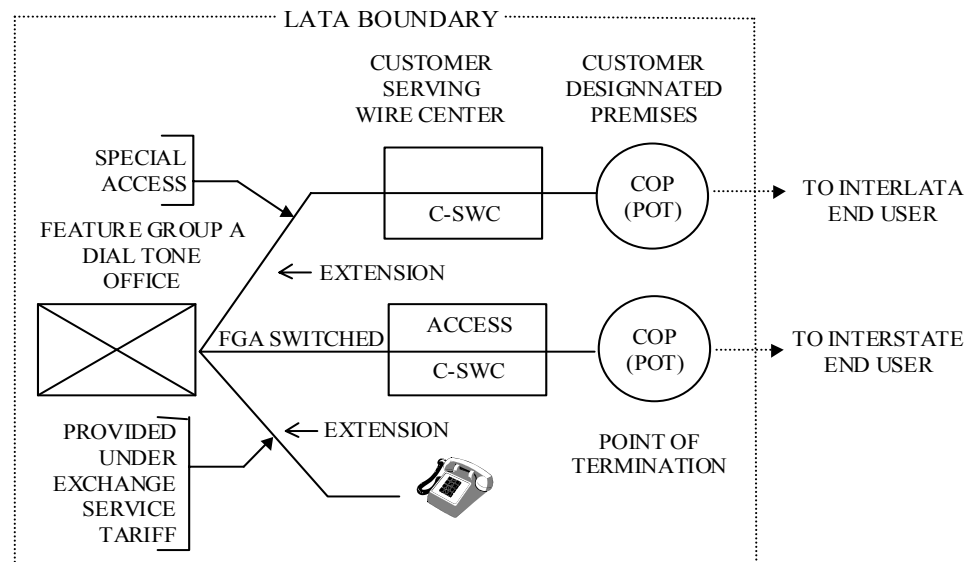 LATA BOUNDARY
CUSTOMER
SERVING
WIRE CENTER
CUSTOMER
DESIGNNATED
PREMISES
SPECIAL
ACCESS
C-SWC
COP
(POT)
TO INTERLATA
END USER
FEATURE GROUP A
DIAL TONE
OFFICE
EXTENSION
FGA SWITCHED
ACCESS
C-SWC
COP
(POT)
TO INTERSTATE
END USER
PROVIDED
UNDER
EXCHANGE
SERVICE
TARIFF
EXTENSION
POINT OF
TERMINATION